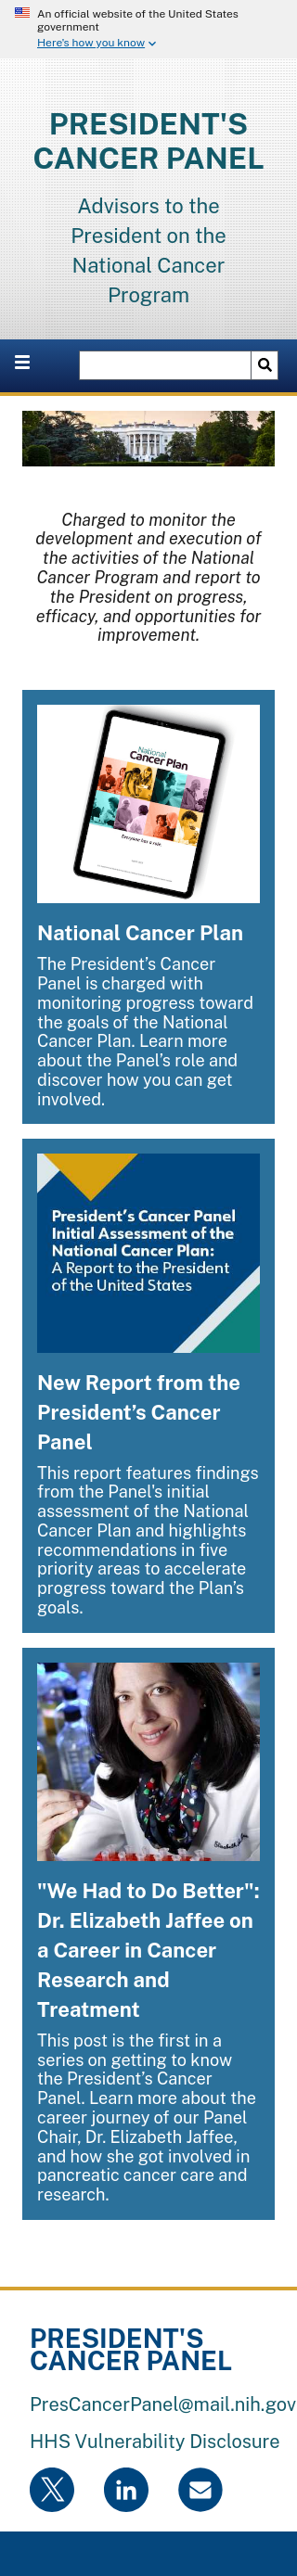 An official website of the United States
government
Here's how you know
PRESIDENT'S
CANCER PANEL
Advisors to the
President on the
National Cancer
Program
Charged to monitor the
development and execution of
the activities of the National
Cancer Program and report to
the President on progress,
efficacy, and opportunities for
improvement.
National
Cancer Plan
Everyone has a role.
National Cancer Plan
The President’s Cancer
Panel is charged with
monitoring progress toward
the goals of the National
Cancer Plan. Learn more
about the Panel’s role and
discover how you can get
involved.
President’s Cancer Panel
Initial Assessment of the
National Cancer Plan:
A Report to the President
of the United States
New Report from the
President’s Cancer
Panel
This report features findings
from the Panel's initial
assessment of the National
Cancer Plan and highlights
recommendations in five
priority areas to accelerate
progress toward the Plan’s
goals.
"We Had to Do Better":
Dr. Elizabeth Jaffee on
a Career in Cancer
Research and
Treatment
This post is the first in a
series on getting to know
the President’s Cancer
Panel. Learn more about the
career journey of our Panel
Chair, Dr. Elizabeth Jaffee,
and how she got involved in
pancreatic cancer care and
research.
PRESIDENT'S
CANCER PANEL
PresCancerPanel@mail.nih.gov
HHS Vulnerability Disclosure